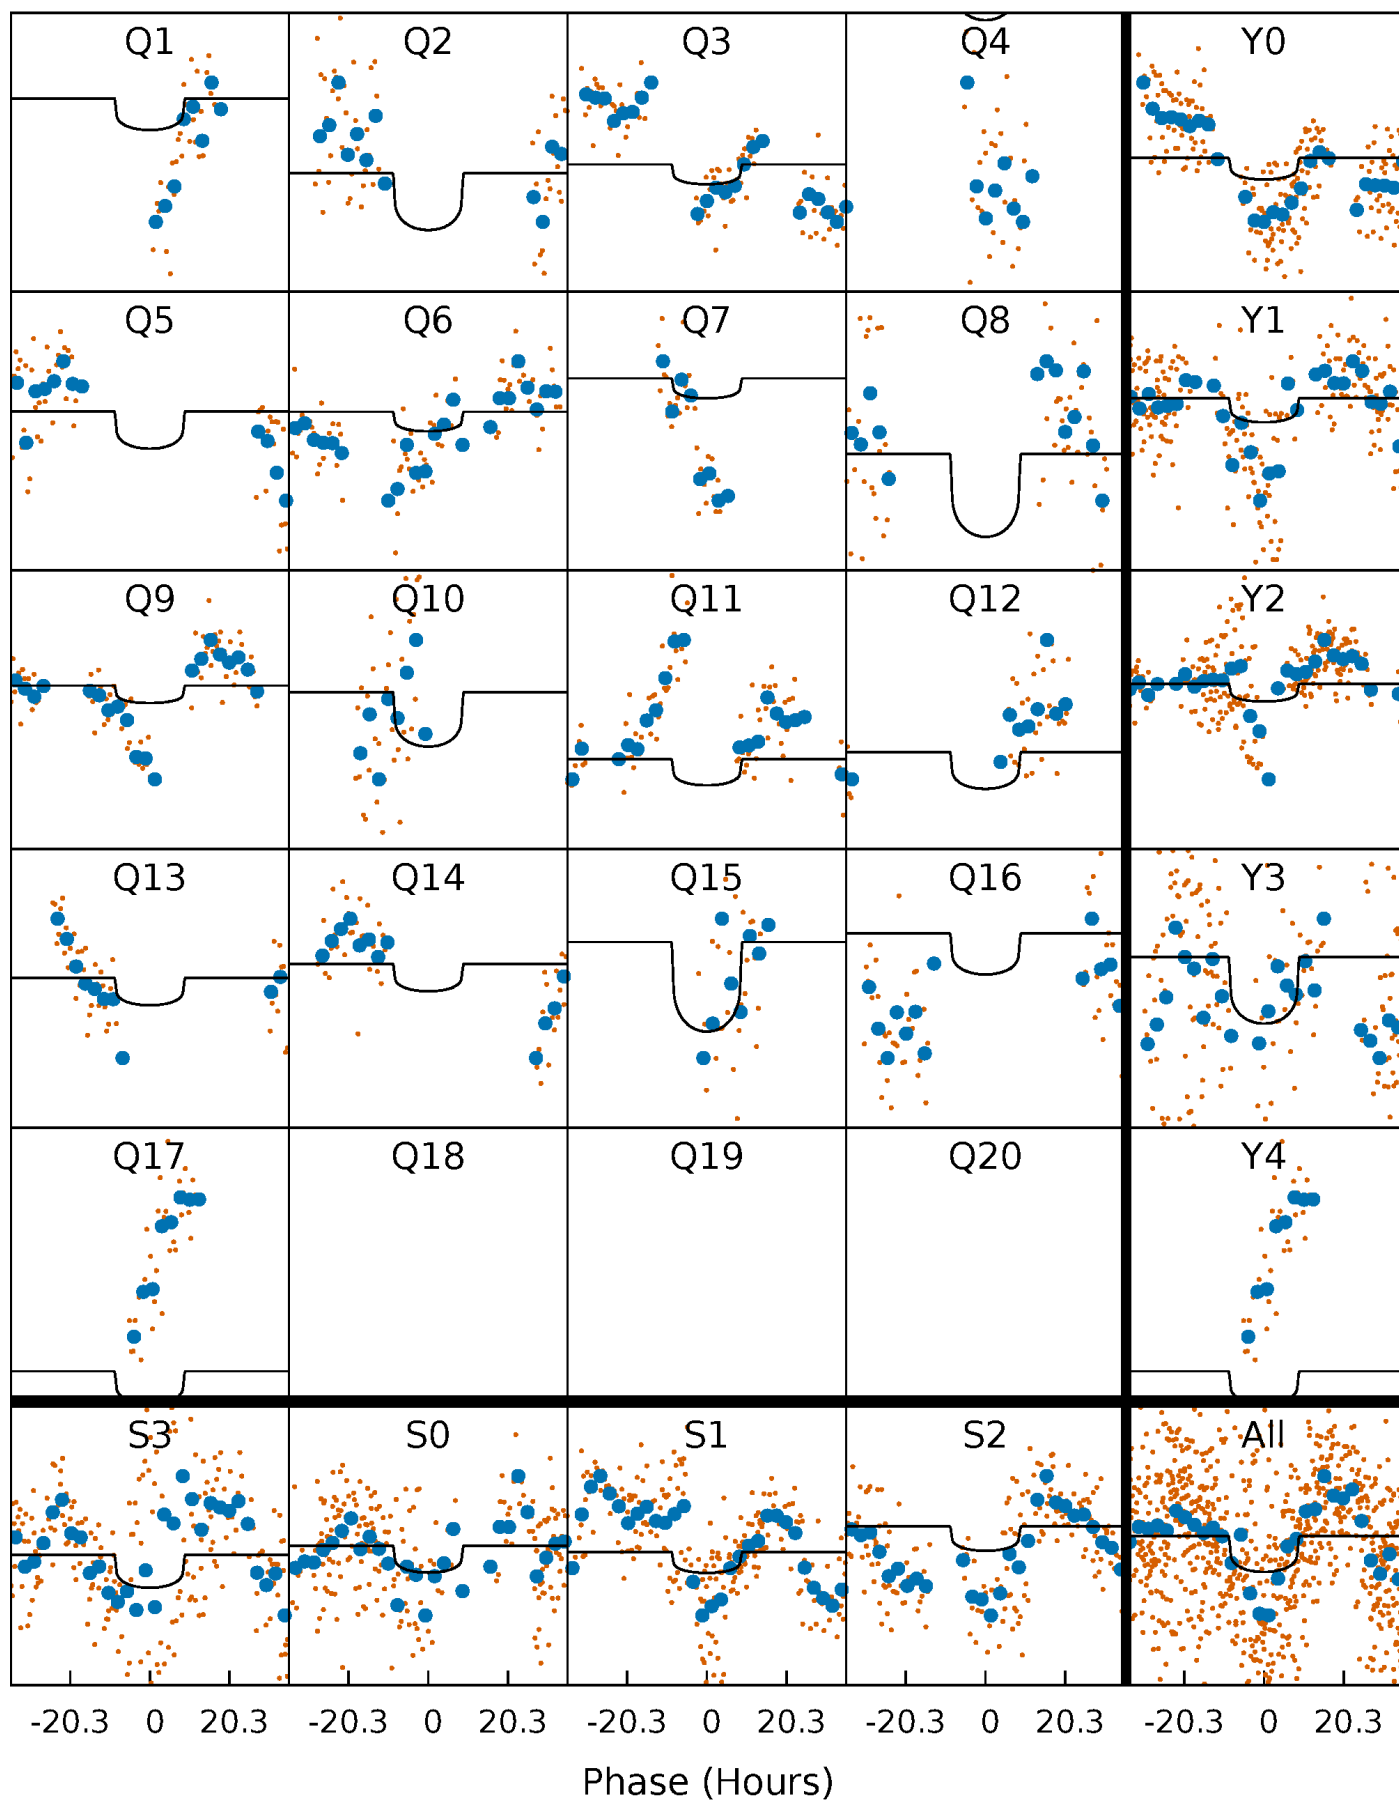 Q1 Q2 Q3 Q4 Y0
Q5 Q6 Q7 Q8 Y1
Q9 Q10 Q11 Q12 Y2
Q13 Q14 Q15 Q16 Y3
Q17 Q18 Q19 Q20 Y4
S3 S0 S1 S2 All
-20.3 0 20.3 -20.3 0 20.3 -20.3 0 20.3 -20.3 0 20.3 -20.3 0 20.3
Phase (Hours)